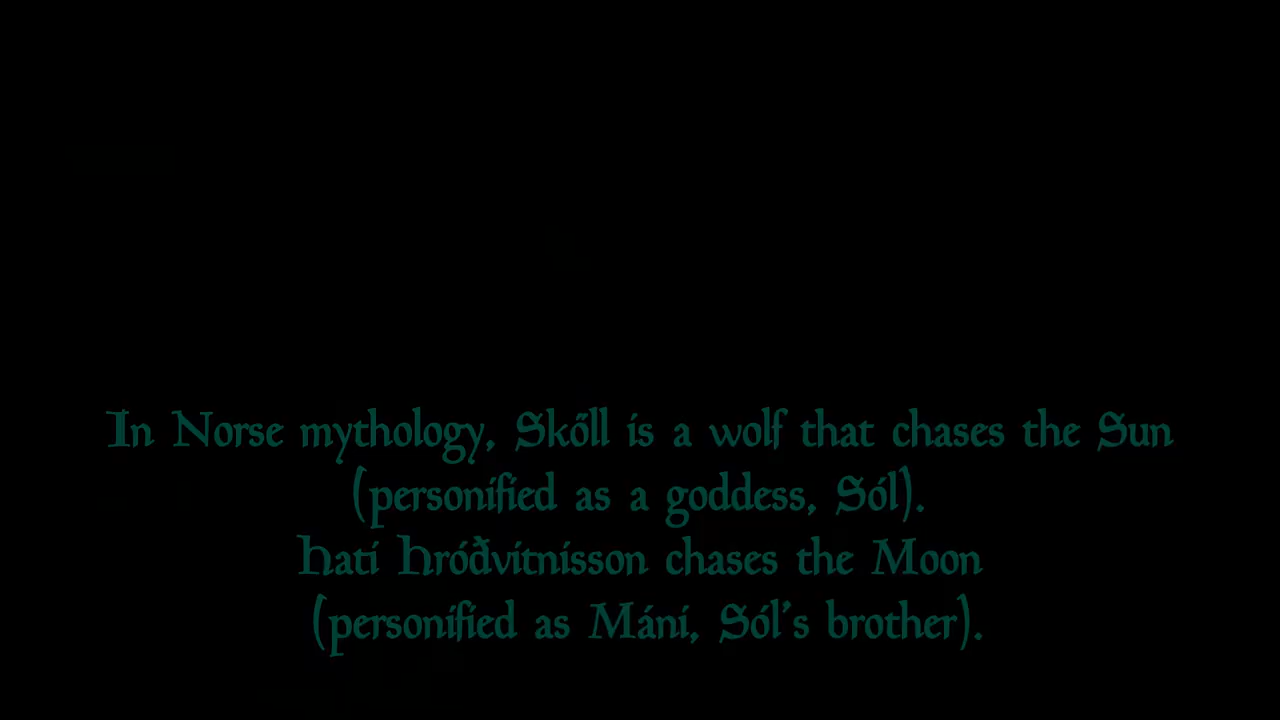 In Norse mythology, Sköll is a wolf that chases the Sun
(personified as a goddess, Sól).
Hati Hróðvitnisson chases the Moon
(personified as Máni, Sól's brother).